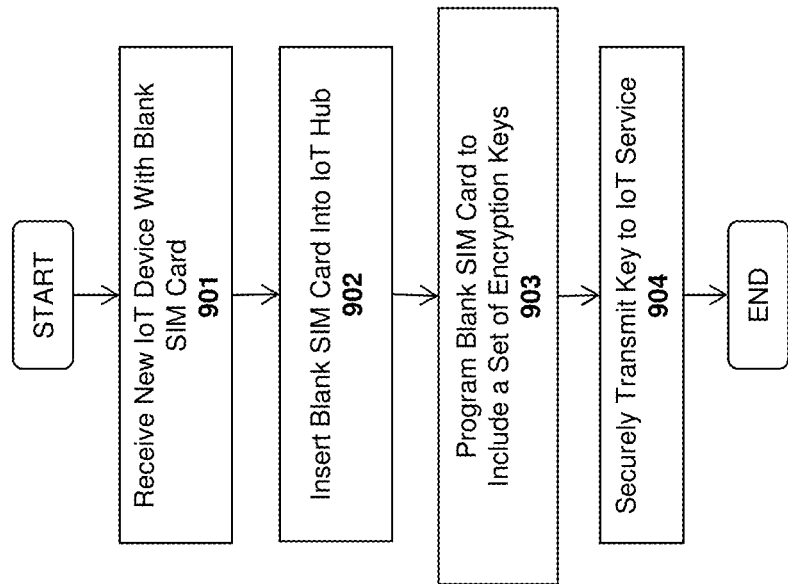 START
Receive New IoT Device With Blank
SIM Card
901
Insert Blank SIM Card Into IoT Hub
902
Program Blank SIM Card to
Include a Set of Encryption Keys
903
Securely Transmit Key to IoT Service
904
END